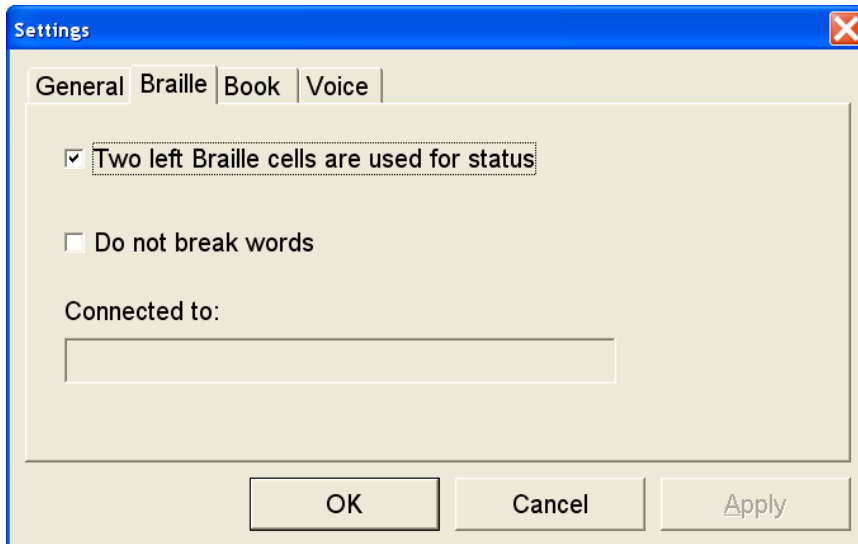 Settings
General Braille Book Voice
Two left Braille cells are used for status
Do not break words
Connected to:
OK Cancel Apply